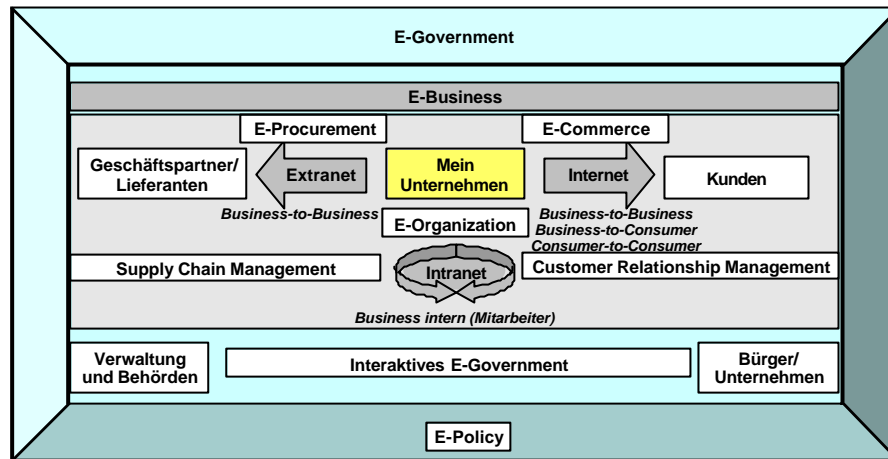 E-Government
E-Business
E-Procurement
E-Commerce
Geschäftspartner/
Lieferanten
Extranet
Mein
Unternehmen
Internet
Kunden
Business-to-Business
E-Organization
Business-to-Business
Business-to-Consumer
Consumer-to-Consumer
Supply Chain Management
Intranet
Customer Relationship Management
Business intern (Mitarbeiter)
Verwaltung
und Behörden
Interaktives E-Government
Bürger/
Unternehmen
E-Policy